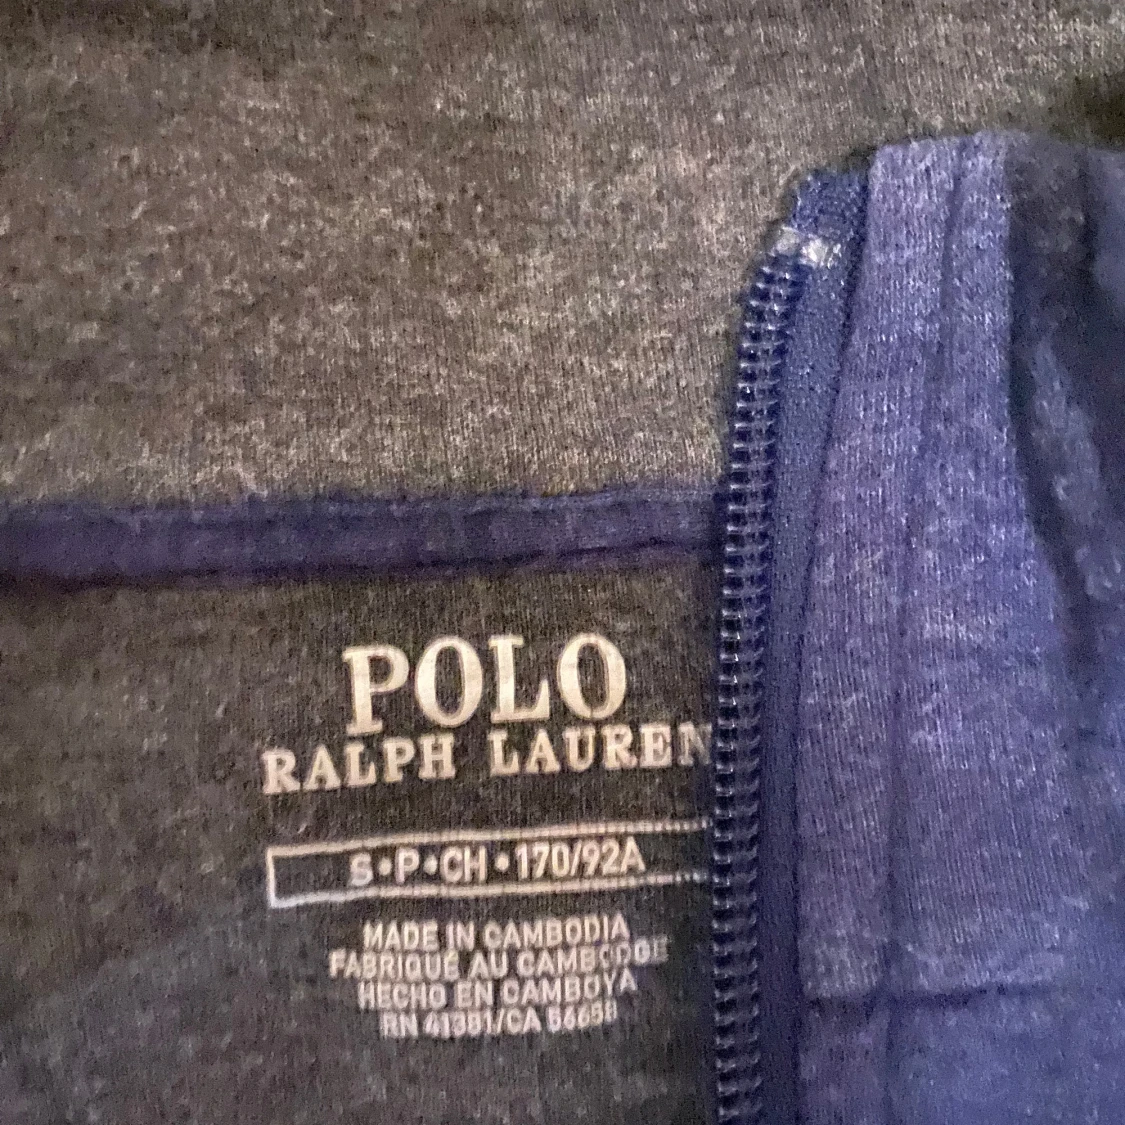 POLO
RALPH LAUREN
S•P•CH•170/92A
MADE IN CAMBODIA
FABRIQUÉ AU CAMBODGE
HECHO EN CAMBOYA
RN 41381/CA 56658